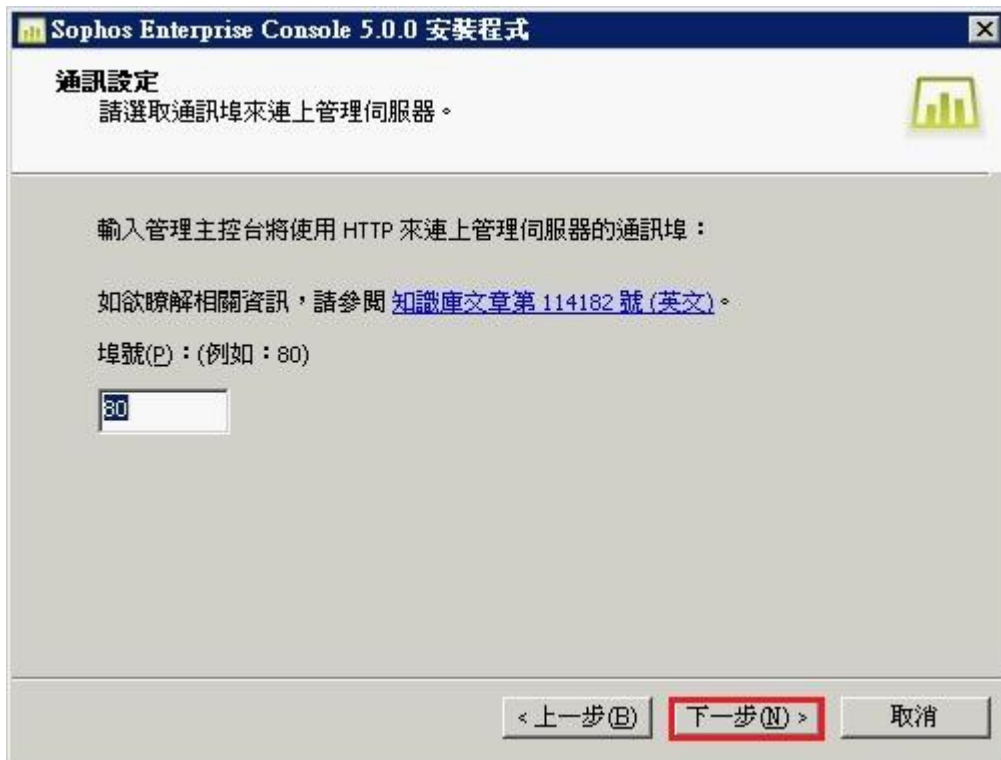 Sophos Enterprise Console 5.0.0 安裝程式
通訊設定
請選取通訊埠來連上管理伺服器。
輸入管理主控台將使用 HTTP 來連上管理伺服器的通訊埠：
如欲瞭解相關資訊，請參閱 知識庫文章第 114182 號 (英文)。
埠號(P)：(例如：80)
80
< 上一步(B)
下一步(N) >
取消